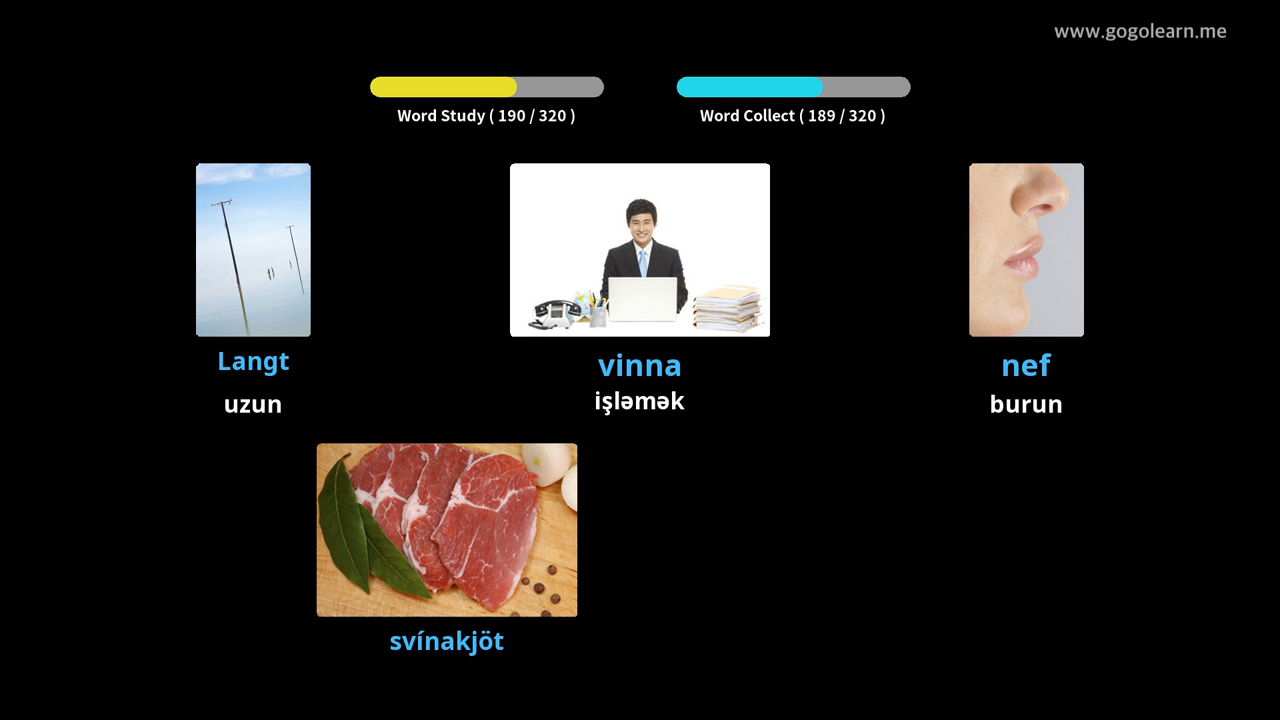 www.gogolearn.me
Word Study ( 190 / 320 )
Word Collect ( 189 / 320 )
Langt
uzun
vinna
işləmək
nef
burun
svínakjöt